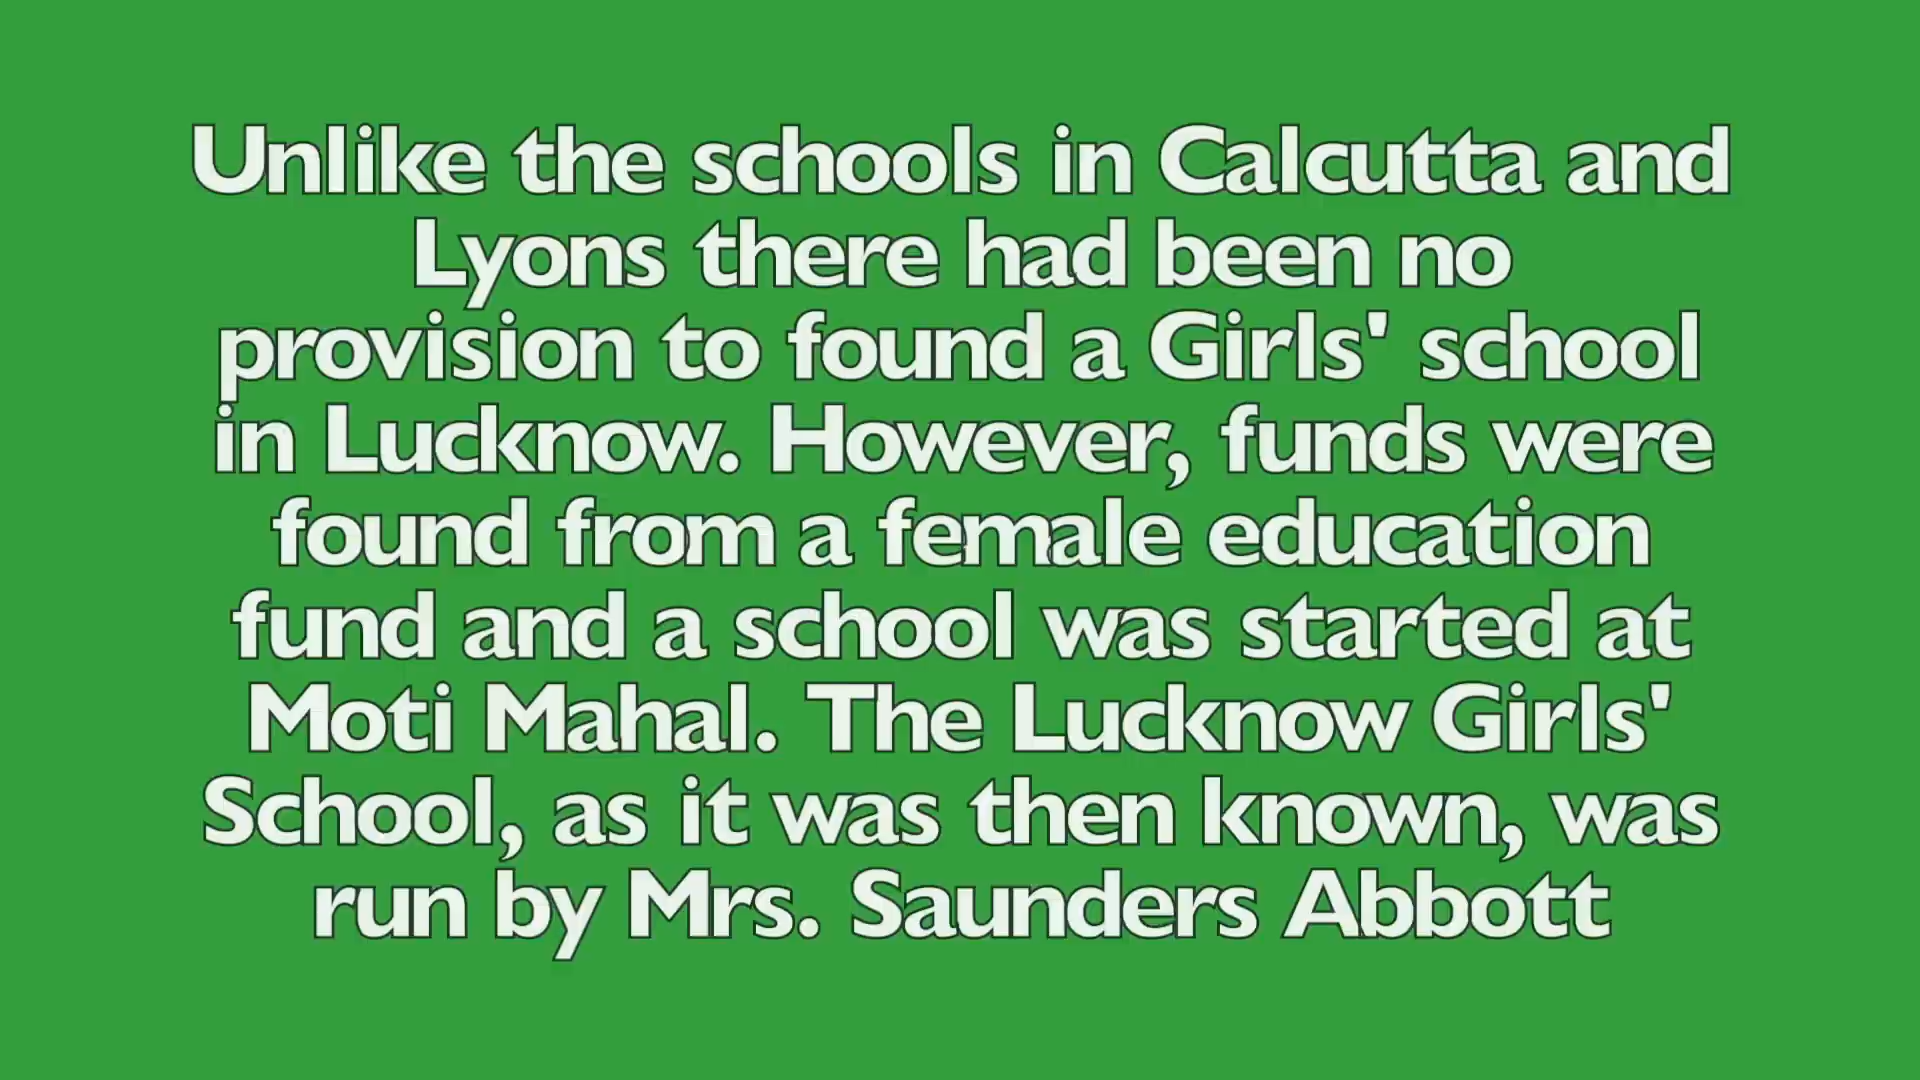 Unlike the schools in Calcutta and
Lyons there had been no
provision to found a Girls' school
in Lucknow. However, funds were
found from a female education
fund and a school was started at
Moti Mahal. The Lucknow Girls'
School, as it was then known, was
run by Mrs. Saunders Abbott